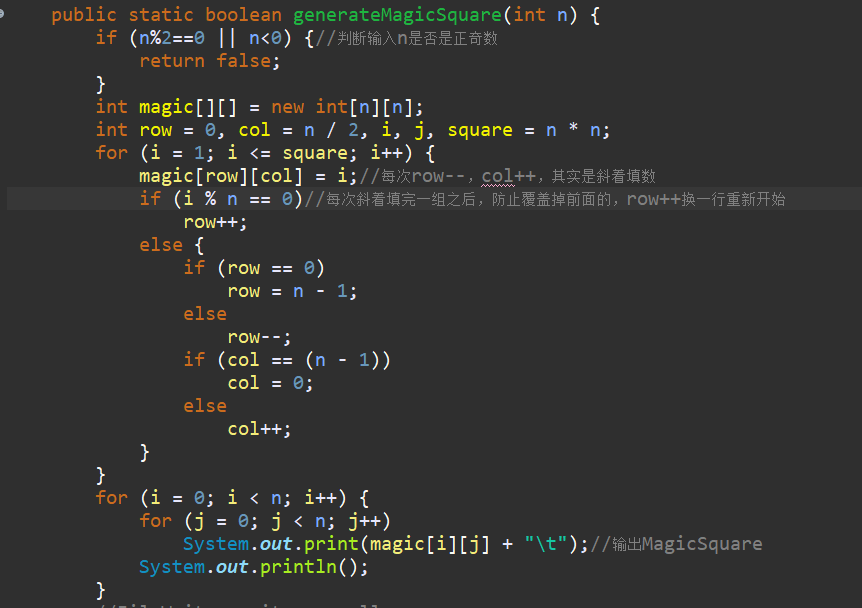 public static boolean generateMagicSquare(int n) {
if (n%2==0 || n<0) {//判断输入n是否是正奇数
return false;
}
int magic[][] = new int[n][n];
int row = 0, col = n / 2, i, j, square = n * n;
for (i = 1; i <= square; i++) {
magic[row][col] = i;//每次row--，col++，其实是斜着填数
if (i % n == 0)//每次斜着填完一组之后，防止覆盖掉前面的，row++换一行重新开始
row++;
else {
if (row == 0)
row = n - 1;
else
row--;
if (col == (n - 1))
col = 0;
else
col++;
}
}
for (i = 0; i < n; i++) {
for (j = 0; j < n; j++)
System.out.print(magic[i][j] + "\t");//输出MagicSquare
System.out.println();
}